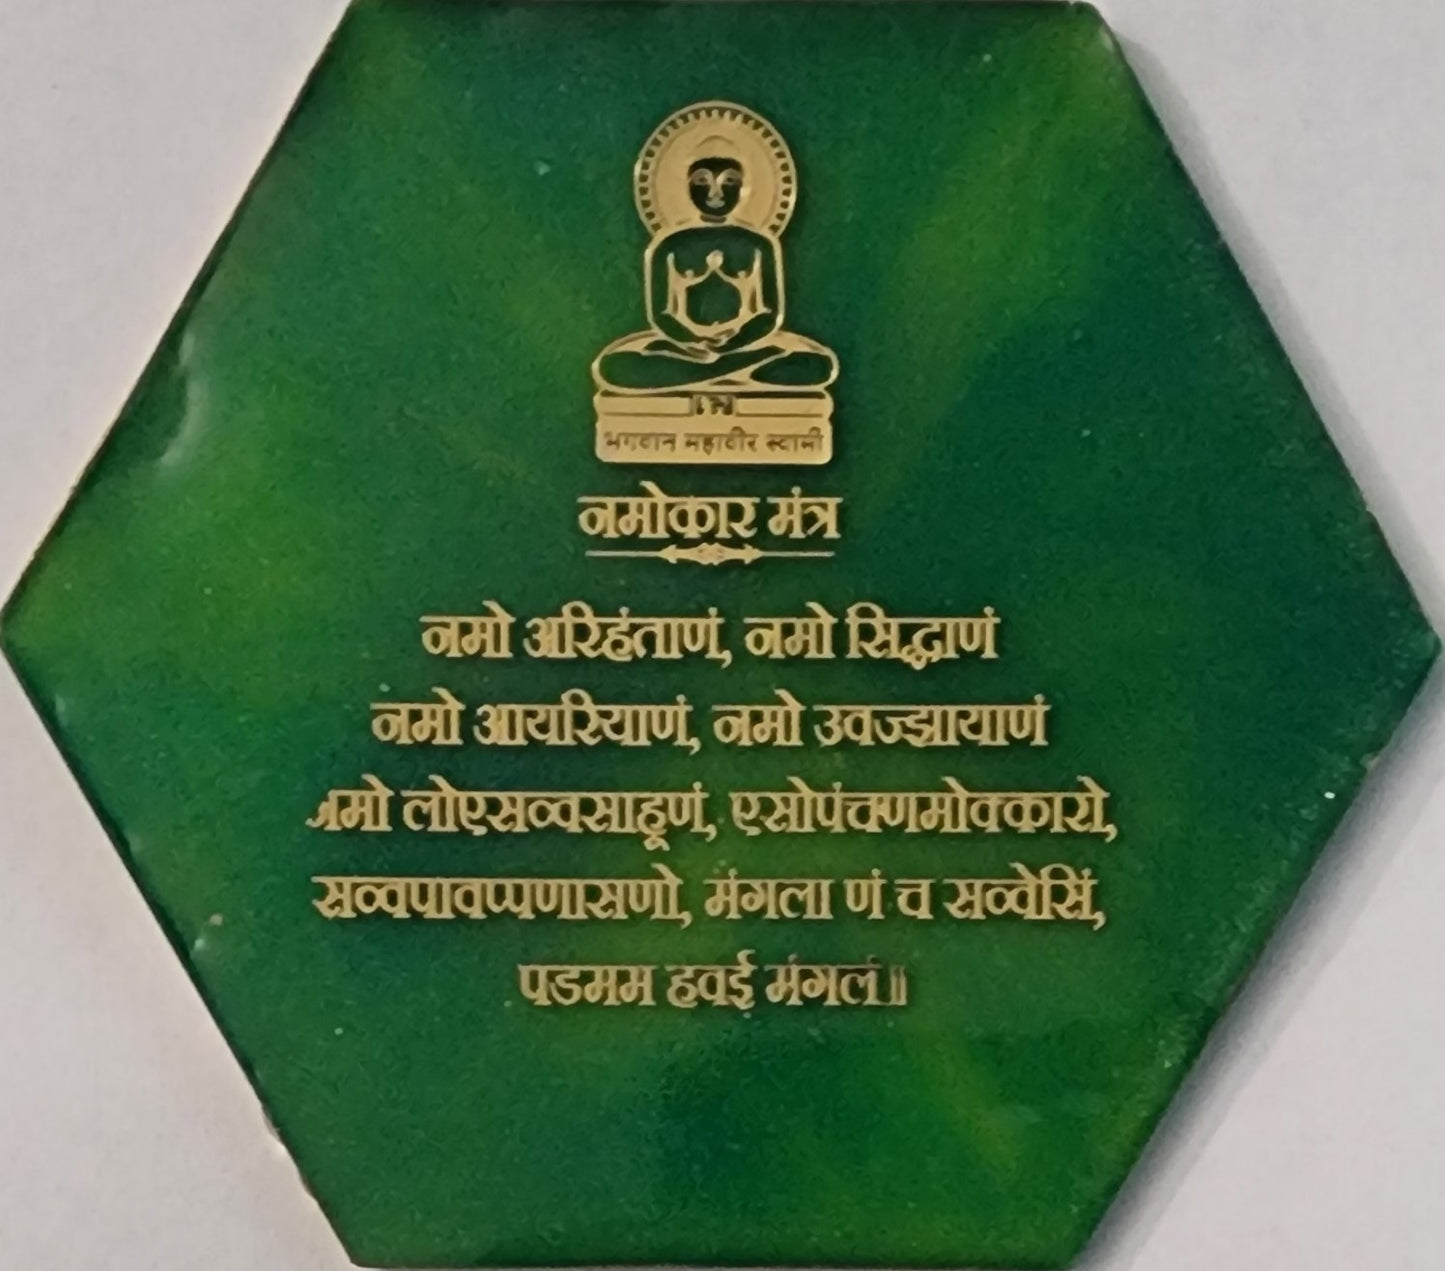 भगवान महावीर स्वामी
नमोकार मंत्र
नमो अरिहंताणं, नमो सिद्धाणं
नमो आयरियाणं, नमो उवज्झायाणं
नमो लोएसव्वसाहूणं, एसोपंचणमोक्कारो,
सव्वपावप्पणासणो, मंगला णं च सव्वेसिं,
पडमम हवई मंगलं॥